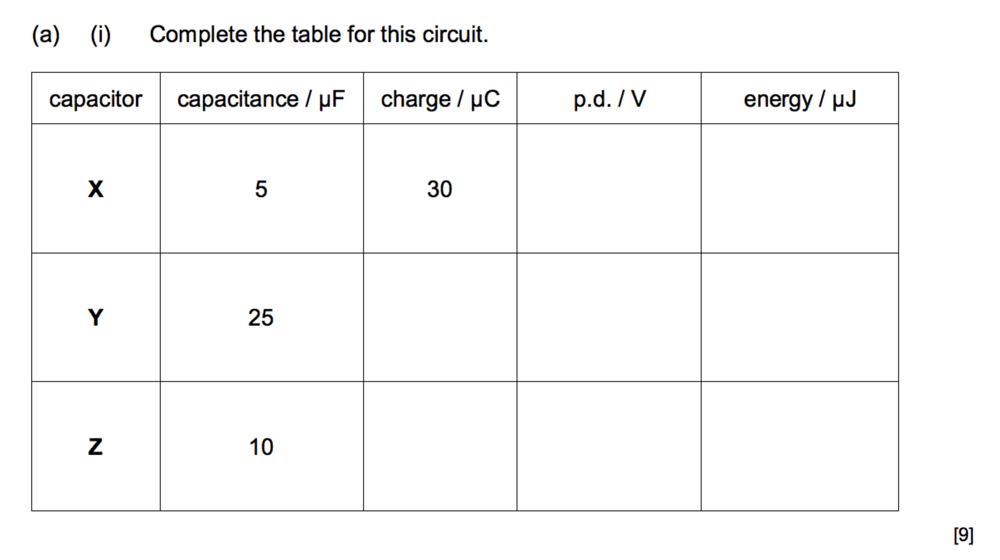 (a) (i) Complete the table for this circuit.
capacitor capacitance / µF charge / µC p.d. / V energy / µJ
X 5 30
Y 25
Z 10
[9]